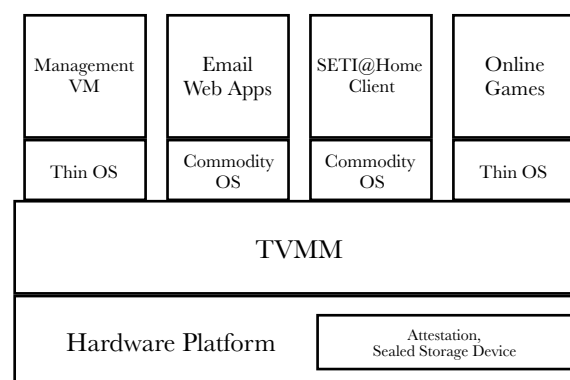 Management
VM
Email
Web Apps
SETI@Home
Client
Online
Games
Thin OS
Commodity
OS
Commodity
OS
Thin OS
TVMM
Hardware Platform
Attestation,
Sealed Storage Device